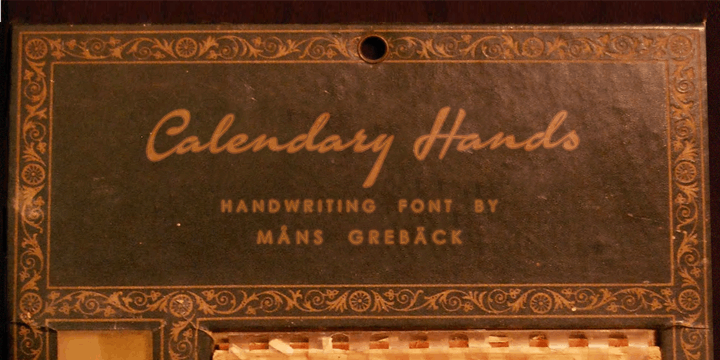 Calendary Hands
HANDWRITING FONT BY
MÅNS GREBÄCK